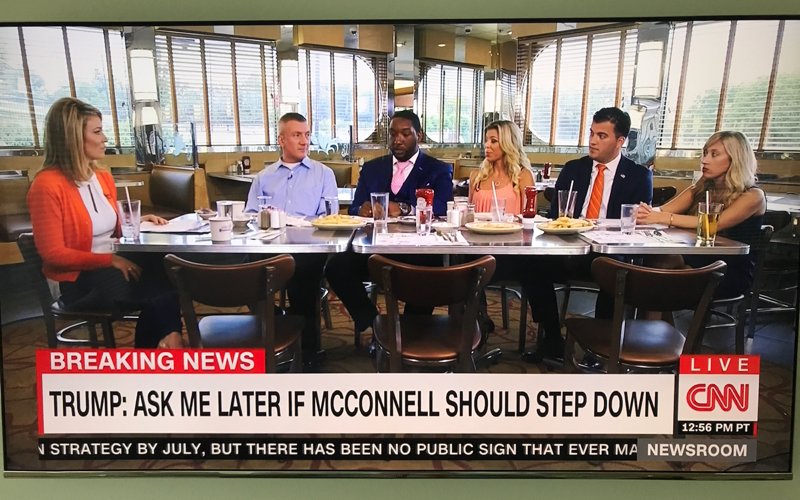 BREAKING NEWS
TRUMP: ASK ME LATER IF MCCONNELL SHOULD STEP DOWN
LIVE
CNN
12:56 PM PT
N STRATEGY BY JULY, BUT THERE HAS BEEN NO PUBLIC SIGN THAT EVER MA
NEWSROOM